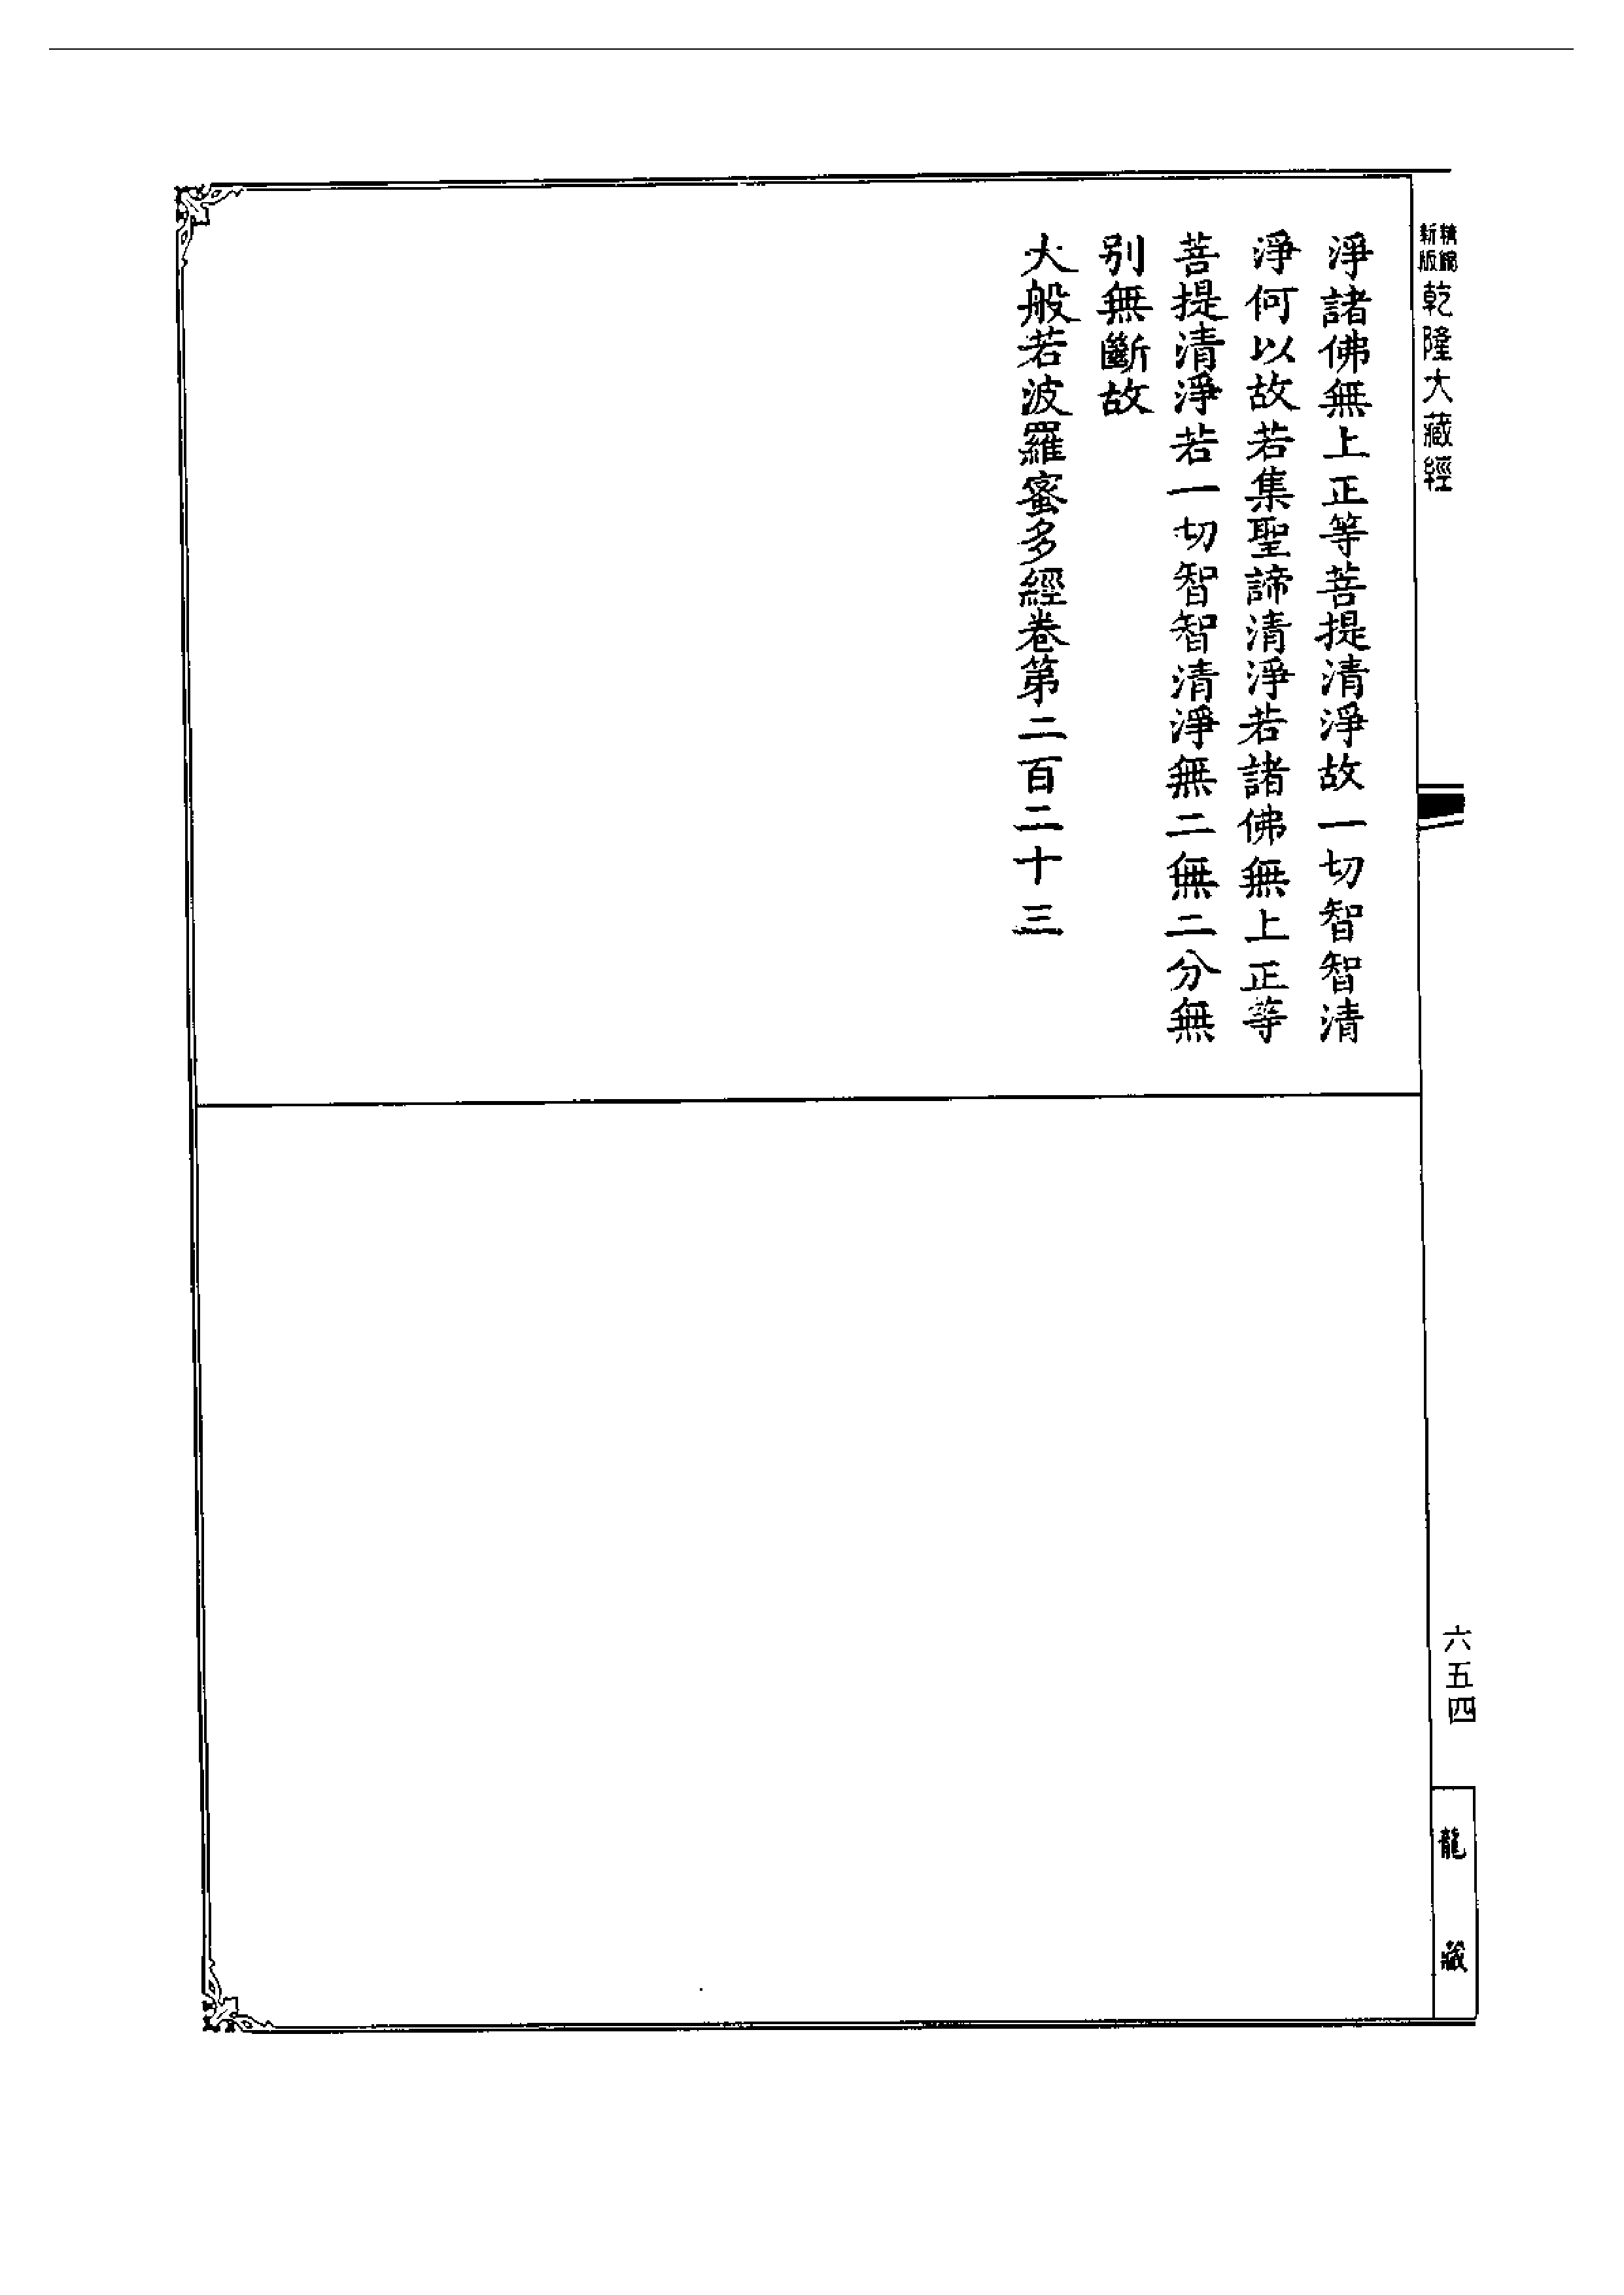 精編新版乾隆大藏經
淨諸佛無上正等菩提清淨故一切智智清
淨何以故若集聖諦清淨若諸佛無上正等
菩提清淨若一切智智清淨無二無二分無
別無斷故
大般若波羅蜜多經卷第二百二十三
六五四
龍藏